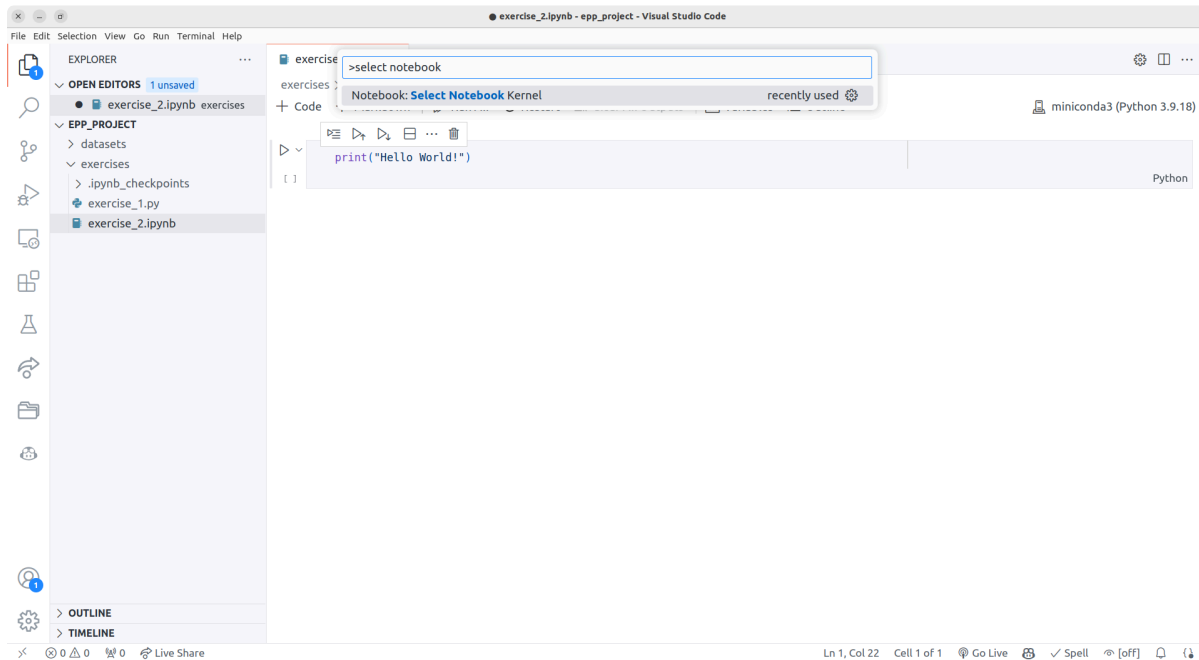 exercise_2.ipynb - epp_project - Visual Studio Code
File Edit Selection View Go Run Terminal Help
EXPLORER
OPEN EDITORS 1 unsaved
exercise_2.ipynb exercises
EPP_PROJECT
datasets
exercises
.ipynb_checkpoints
exercise_1.py
exercise_2.ipynb
OUTLINE
TIMELINE
1
1
exercise
>select notebook
exercises
Notebook: Select Notebook Kernel recently used
+ Code
miniconda3 (Python 3.9.18)
print("Hello World!")
[ ]
Python
0 0 0 Live Share
Ln 1, Col 22 Cell 1 of 1 Go Live Spell [off]